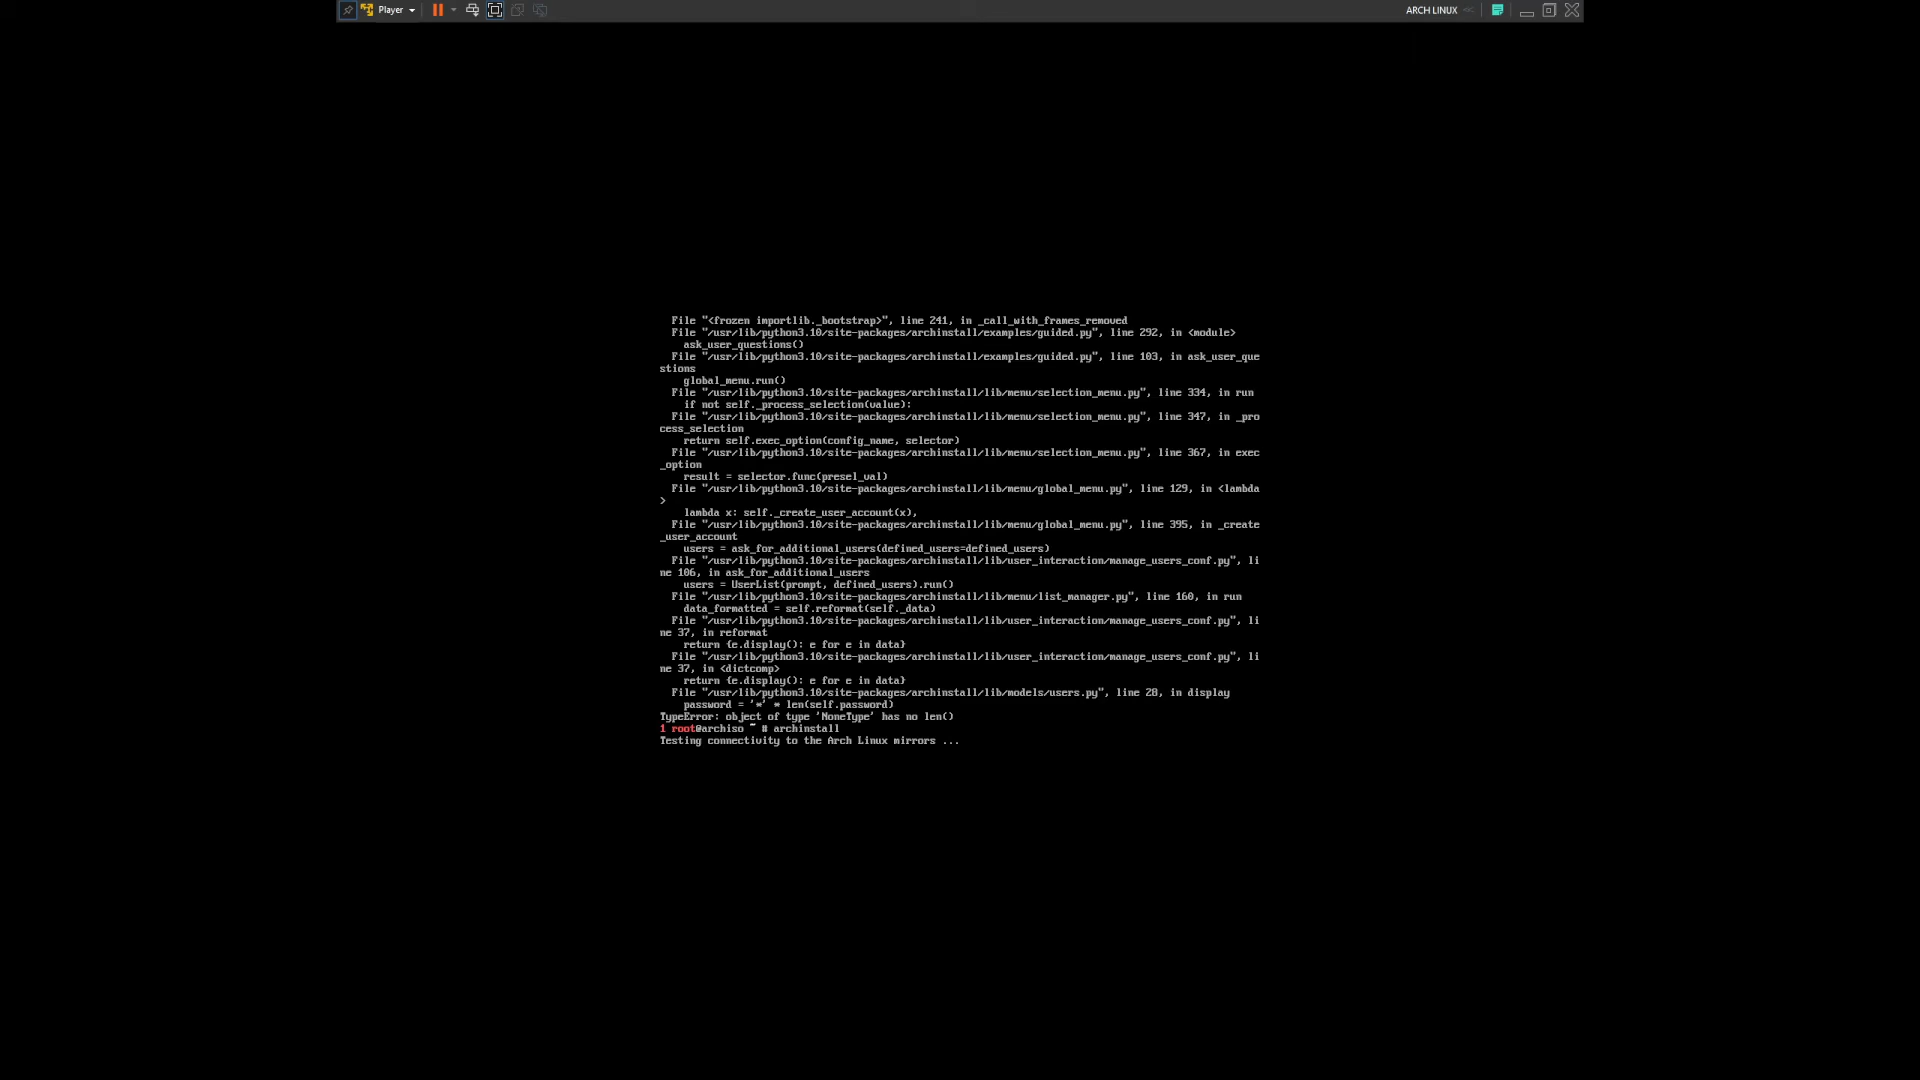 Player
ARCH LINUX
File "<frozen importlib._bootstrap>", line 241, in _call_with_frames_removed
File "/usr/lib/python3.10/site-packages/archinstall/examples/guided.py", line 292, in <module>
ask_user_questions()
File "/usr/lib/python3.10/site-packages/archinstall/examples/guided.py", line 103, in ask_user_que
stions
global_menu.run()
File "/usr/lib/python3.10/site-packages/archinstall/lib/menu/selection_menu.py", line 334, in run
if not self._process_selection(value):
File "/usr/lib/python3.10/site-packages/archinstall/lib/menu/selection_menu.py", line 347, in _pro
cess_selection
return self.exec_option(config_name, selector)
File "/usr/lib/python3.10/site-packages/archinstall/lib/menu/selection_menu.py", line 367, in exec
_option
result = selector.func(presel_val)
File "/usr/lib/python3.10/site-packages/archinstall/lib/menu/global_menu.py", line 129, in <lambda
>
lambda x: self._create_user_account(x),
File "/usr/lib/python3.10/site-packages/archinstall/lib/menu/global_menu.py", line 395, in _create
_user_account
users = ask_for_additional_users(defined_users=defined_users)
File "/usr/lib/python3.10/site-packages/archinstall/lib/user_interaction/manage_users_conf.py", li
ne 106, in ask_for_additional_users
users = UserList(prompt, defined_users).run()
File "/usr/lib/python3.10/site-packages/archinstall/lib/menu/list_manager.py", line 160, in run
data_formatted = self.reformat(self._data)
File "/usr/lib/python3.10/site-packages/archinstall/lib/user_interaction/manage_users_conf.py", li
ne 37, in reformat
return {e.display(): e for e in data}
File "/usr/lib/python3.10/site-packages/archinstall/lib/user_interaction/manage_users_conf.py", li
ne 37, in <dictcomp>
return {e.display(): e for e in data}
File "/usr/lib/python3.10/site-packages/archinstall/lib/models/users.py", line 28, in display
password = '*' * len(self.password)
TypeError: object of type 'NoneType' has no len()
1 root@archiso ~ # archinstall
Testing connectivity to the Arch Linux mirrors ...